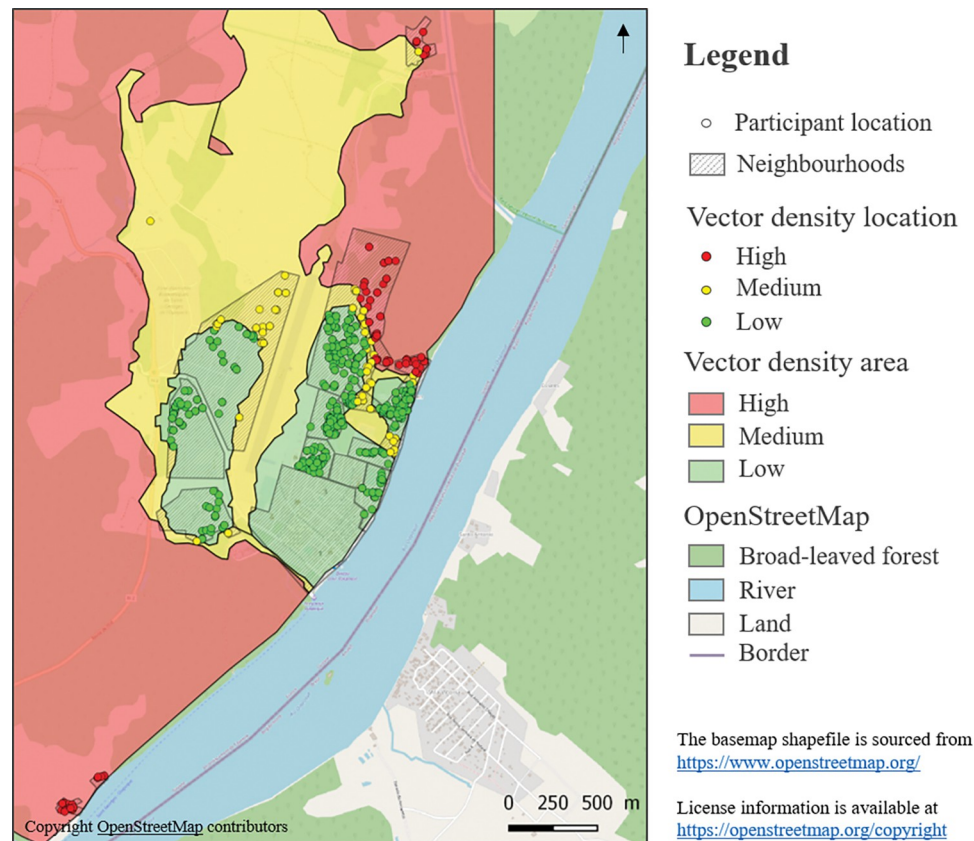 Legend
Participant location
Neighbourhoods
Vector density location
High
Medium
Low
Vector density area
High
Medium
Low
OpenStreetMap
Broad-leaved forest
River
Land
Border
The basemap shapefile is sourced from
https://www.openstreetmap.org/
License information is available at
https://openstreetmap.org/copyright
0 250 500 m
Copyright OpenStreetMap contributors